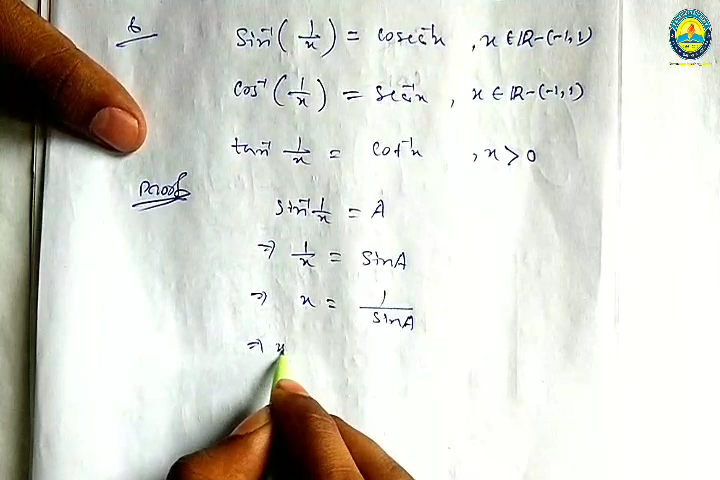 6 sin⁻¹(1/x) = cosec⁻¹x , x ∈ R-(-1,1)
cos⁻¹(1/x) = sec⁻¹x , x ∈ R-(-1,1)
tan⁻¹ 1/x = cot⁻¹x , x > 0
Proof
sin⁻¹ 1/x = A
⇒ 1/x = sinA
⇒ x = 1/sinA
⇒ x